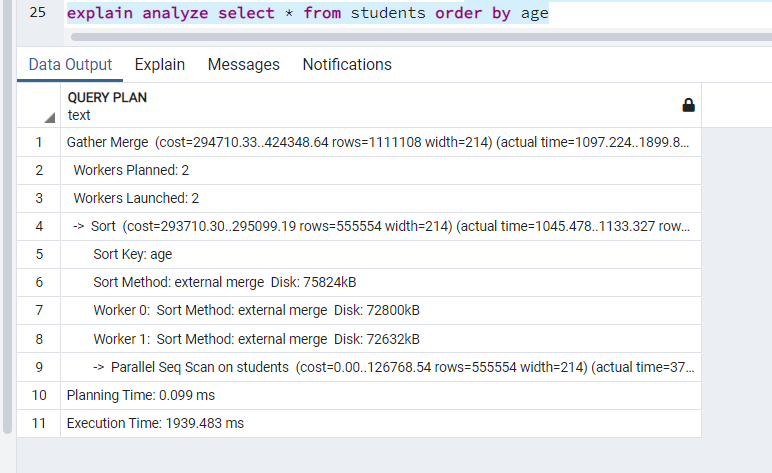 25 explain analyze select * from students order by age
Data Output Explain Messages Notifications
QUERY PLAN
text
1 Gather Merge (cost=294710.33..424348.64 rows=1111108 width=214) (actual time=1097.224..1899.8...
2 Workers Planned: 2
3 Workers Launched: 2
4 -> Sort (cost=293710.30..295099.19 rows=555554 width=214) (actual time=1045.478..1133.327 row...
5 Sort Key: age
6 Sort Method: external merge Disk: 75824kB
7 Worker 0: Sort Method: external merge Disk: 72800kB
8 Worker 1: Sort Method: external merge Disk: 72632kB
9 -> Parallel Seq Scan on students (cost=0.00..126768.54 rows=555554 width=214) (actual time=37...
10 Planning Time: 0.099 ms
11 Execution Time: 1939.483 ms